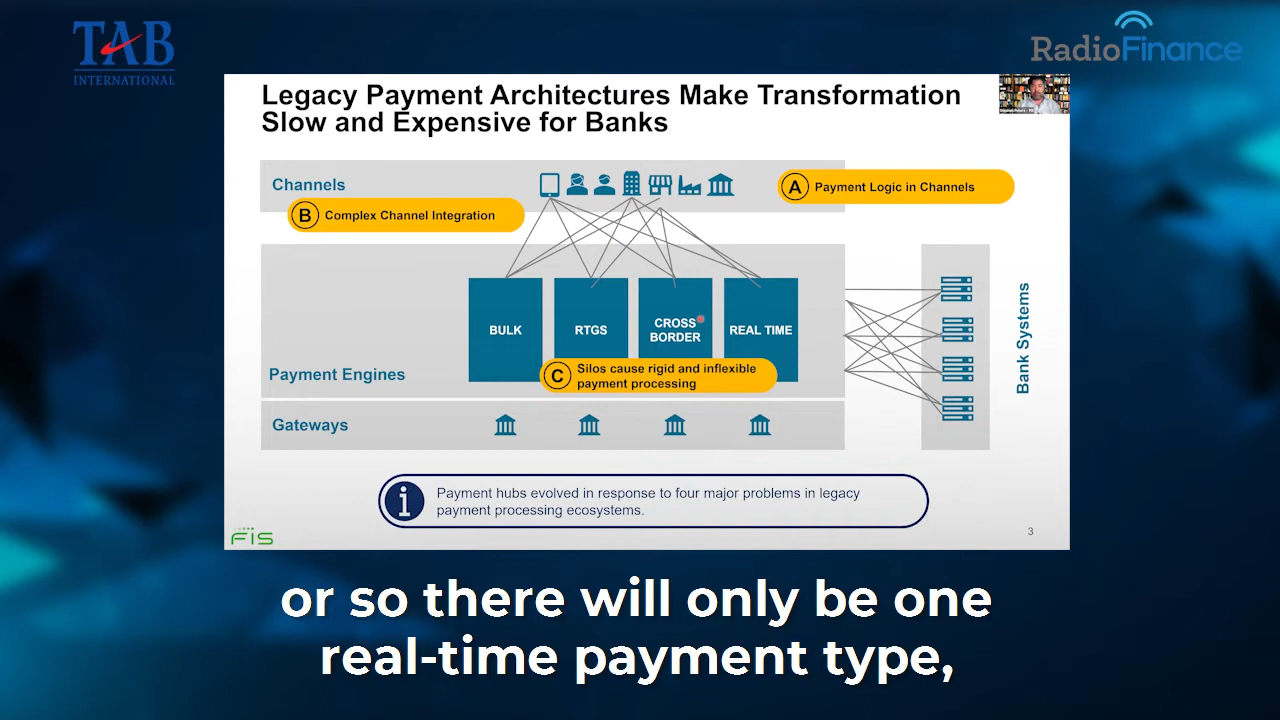 TAB
INTERNATIONAL
RadioFinance
Legacy Payment Architectures Make Transformation
Slow and Expensive for Banks
Channels
A Payment Logic in Channels
B Complex Channel Integration
BULK
RTGS
CROSS
BORDER
REAL TIME
Payment Engines
C Silos cause rigid and inflexible
payment processing
Bank Systems
Gateways
i Payment hubs evolved in response to four major problems in legacy
payment processing ecosystems.
FIS
3
or so there will only be one
real-time payment type,